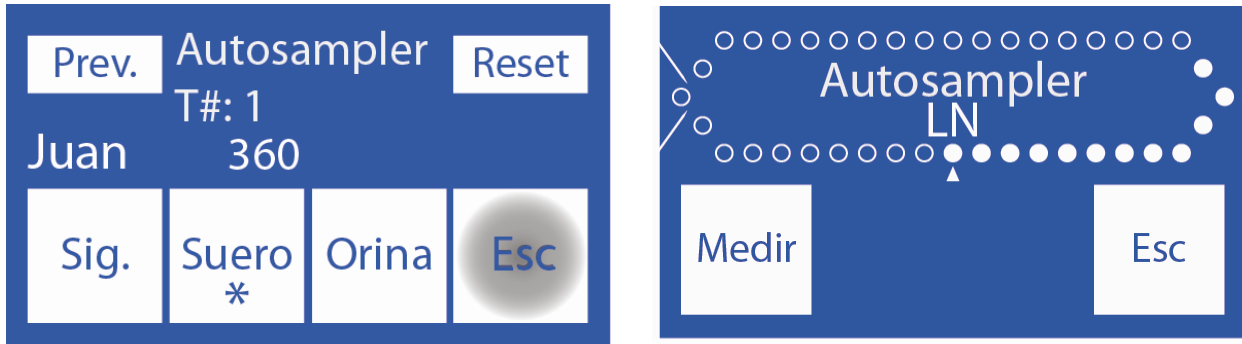 Prev.
Autosampler
Reset
T#: 1
Juan 360
Sig.
Suero
*
Orina
Esc
Autosampler
LN
Medir
Esc